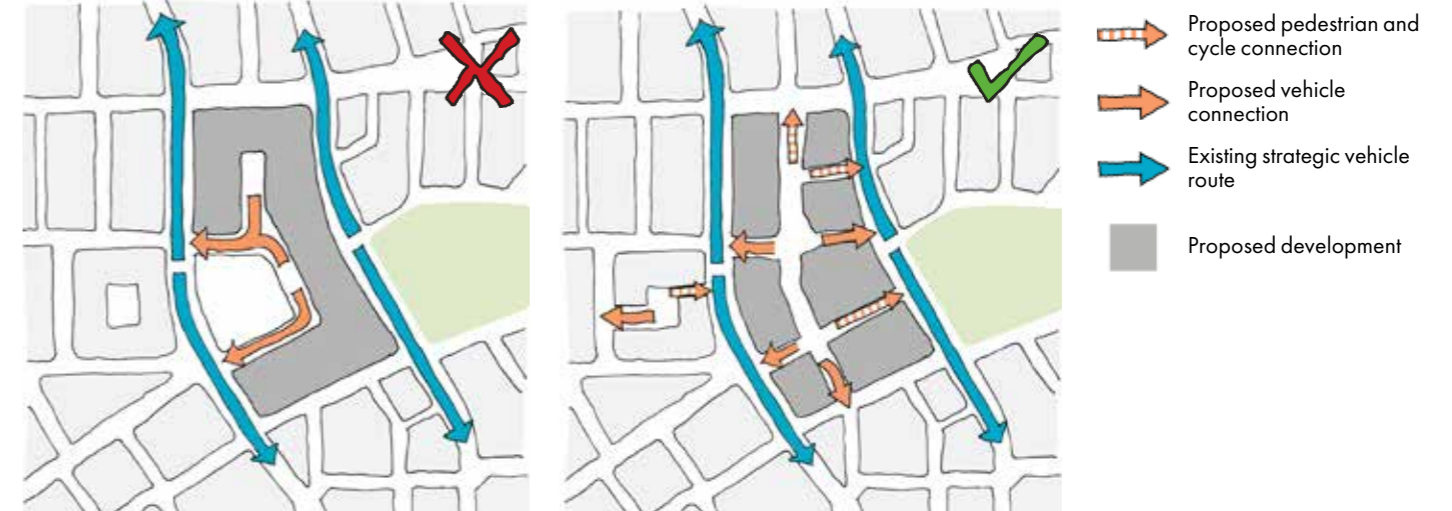 Proposed pedestrian and
cycle connection
Proposed vehicle
connection
Existing strategic vehicle
route
Proposed development